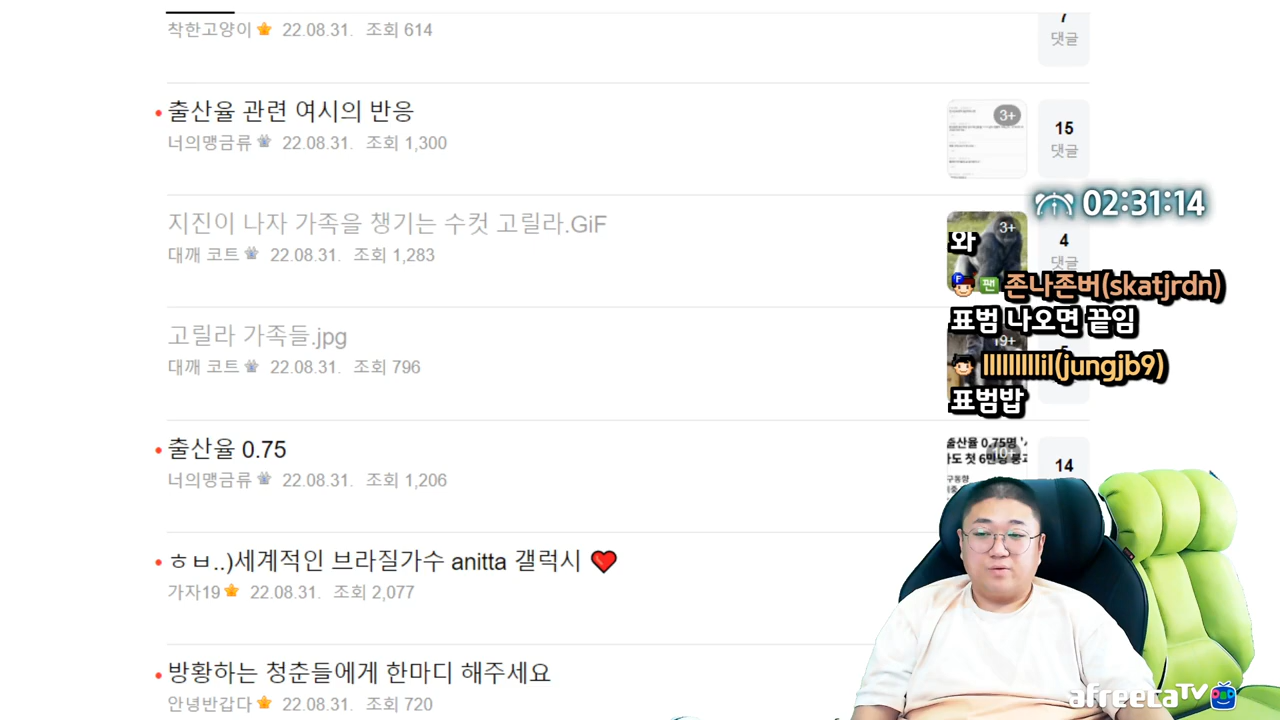 착한고양이 22.08.31. 조회 614
7
댓글
출산율 관련 여시의 반응
너의맹금류 22.08.31. 조회 1,300
3+
15
댓글
02:31:14
지진이 나자 가족을 챙기는 수컷 고릴라.GiF
대깨 코트 22.08.31. 조회 1,283
3+
4
댓글
와
존나존버(skatjrdn)
표범 나오면 끝임
고릴라 가족들.jpg
대깨 코트 22.08.31. 조회 796
9+
llllllllllil(jungjb9)
표범밥
출산율 0.75
너의맹금류 22.08.31. 조회 1,206
출산율 0.75명
10+
14
ㅎㅂ..)세계적인 브라질가수 anitta 갤럭시
가자19 22.08.31. 조회 2,077
방황하는 청춘들에게 한마디 해주세요
안녕반갑다 22.08.31. 조회 720
afreecaTV